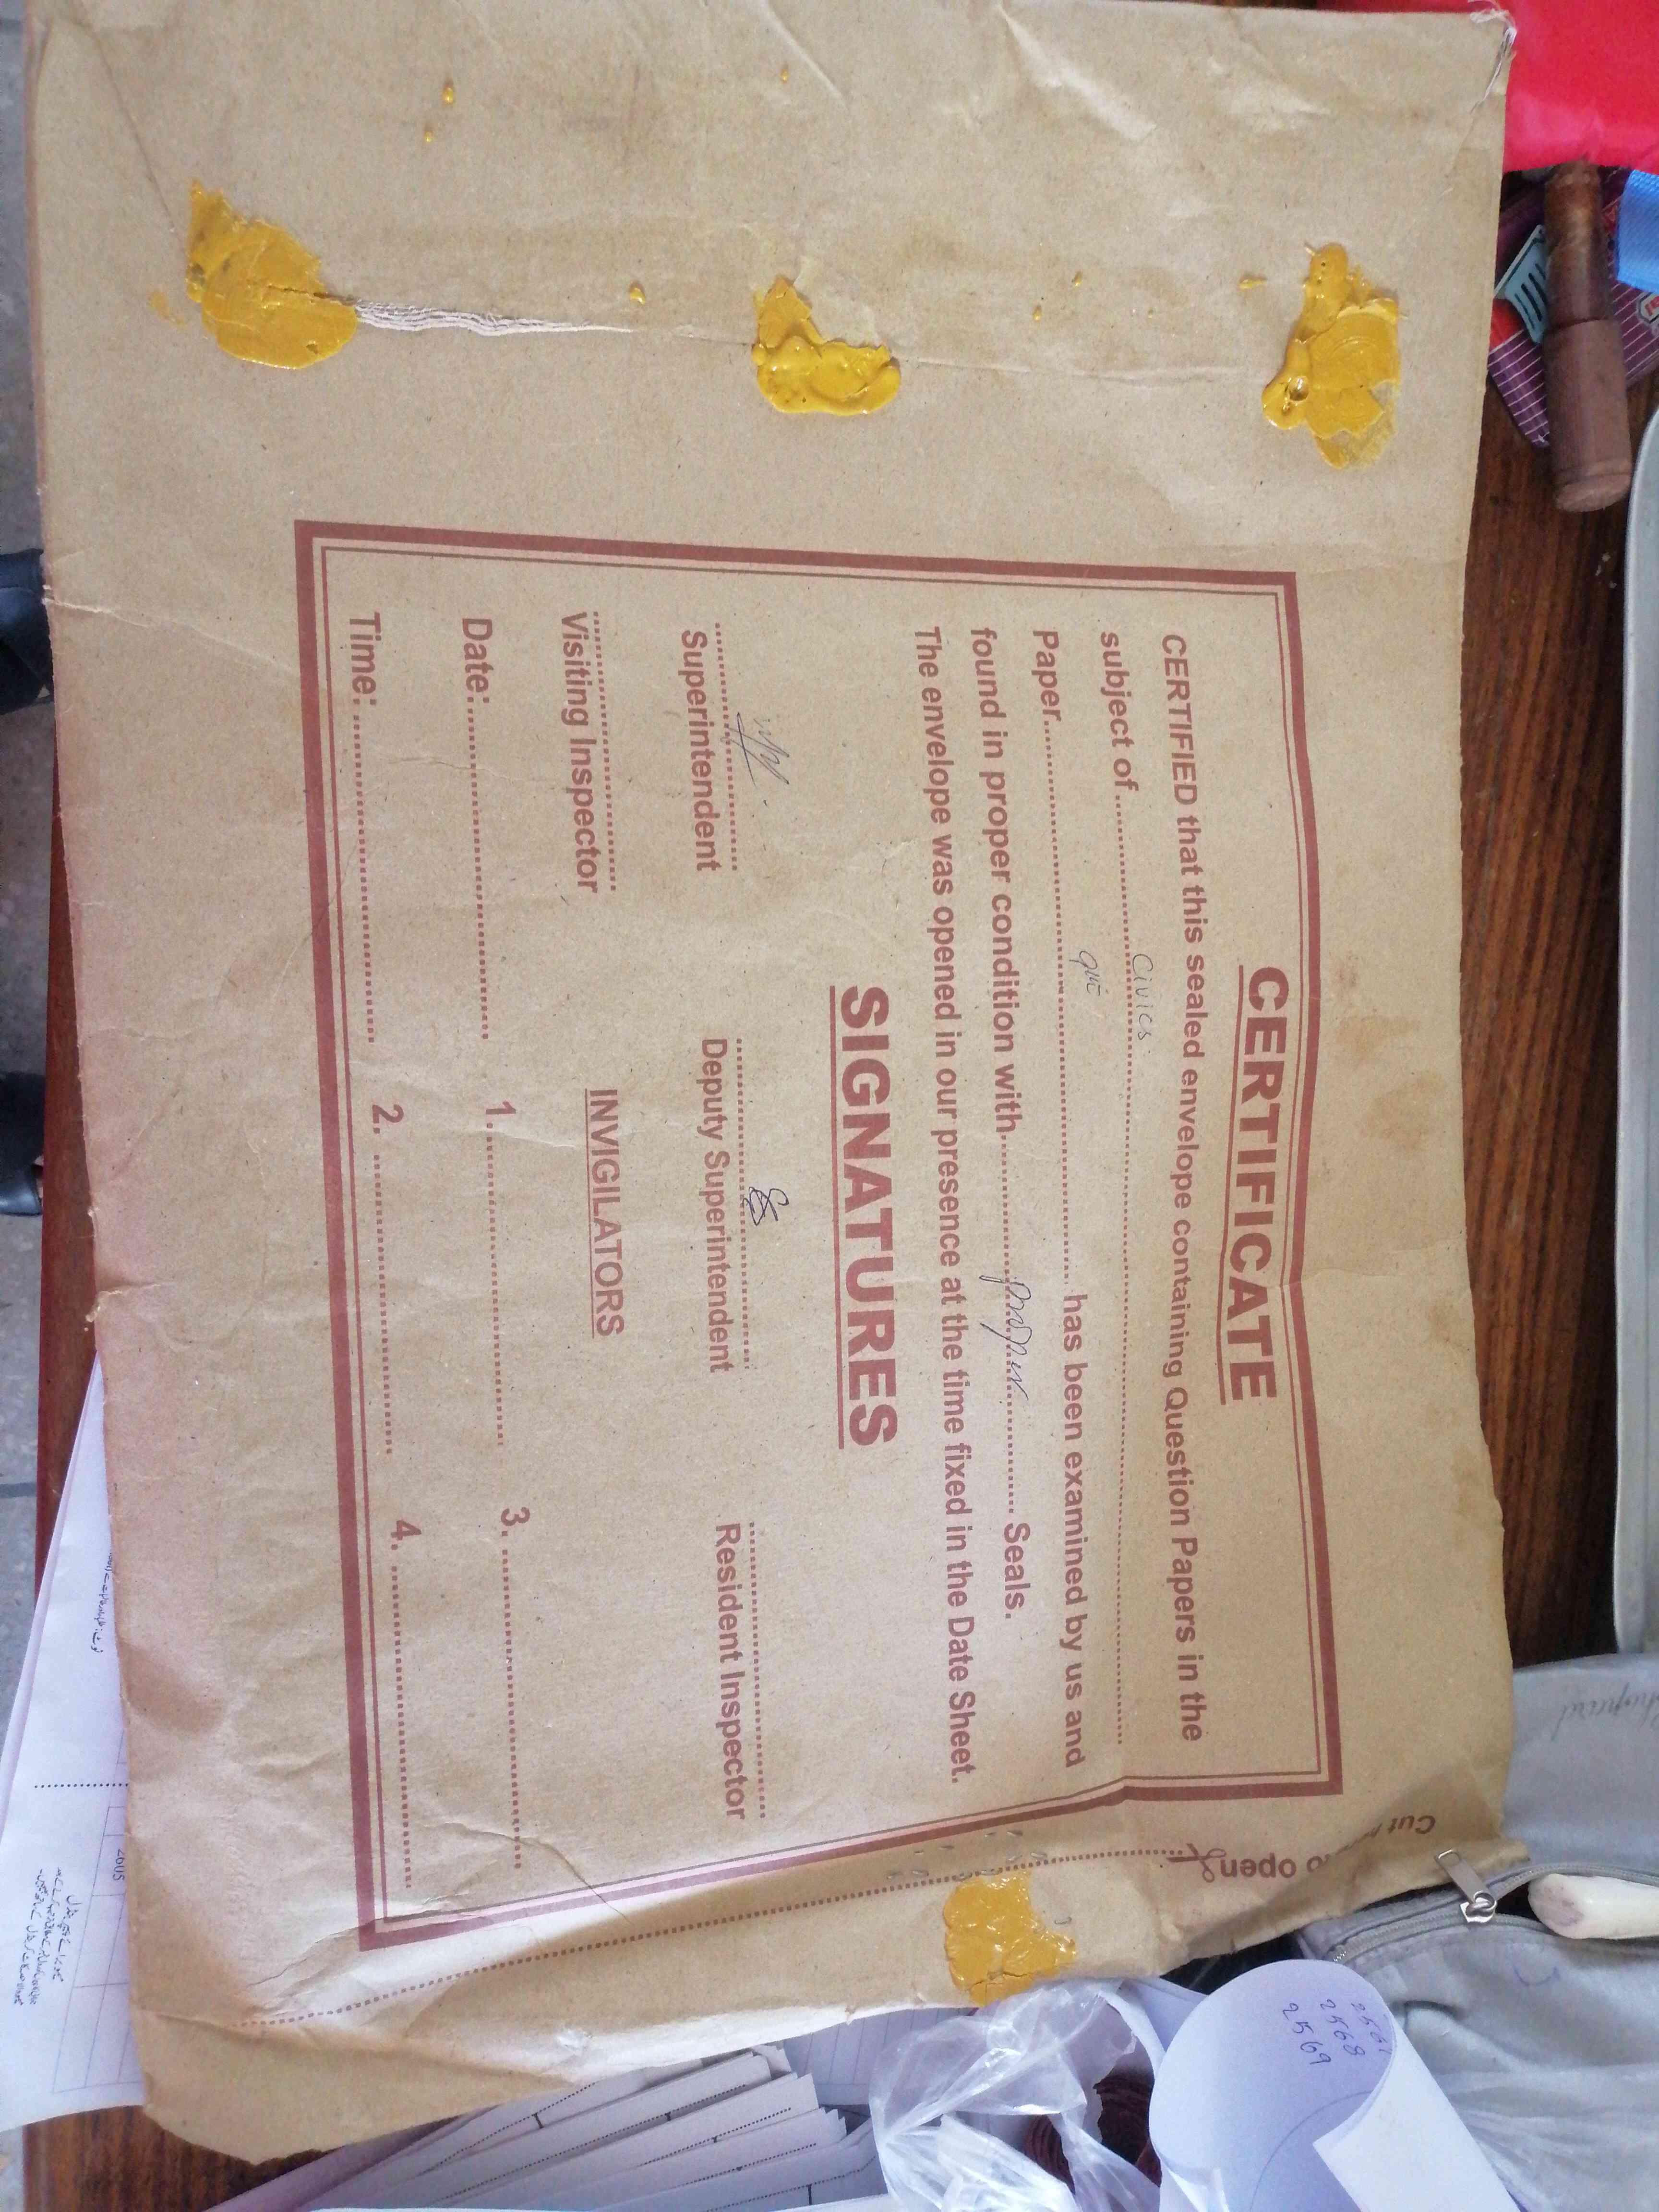 CERTIFICATE
CERTIFIED that this sealed envelope containing Question Papers in the
subject of.......Civics.......
Paper.............. has been examined by us and
found in proper condition with.......proper....... Seals.
The envelope was opened in our presence at the time fixed in the Date Sheet.
SIGNATURES
Superintendent
Deputy Superintendent
Resident Inspector
Visiting Inspector
INVIGILATORS
Date:..............
1...............
3...............
Time:..............
2. ..............
4. ..............
Cut
to open
2568
2569